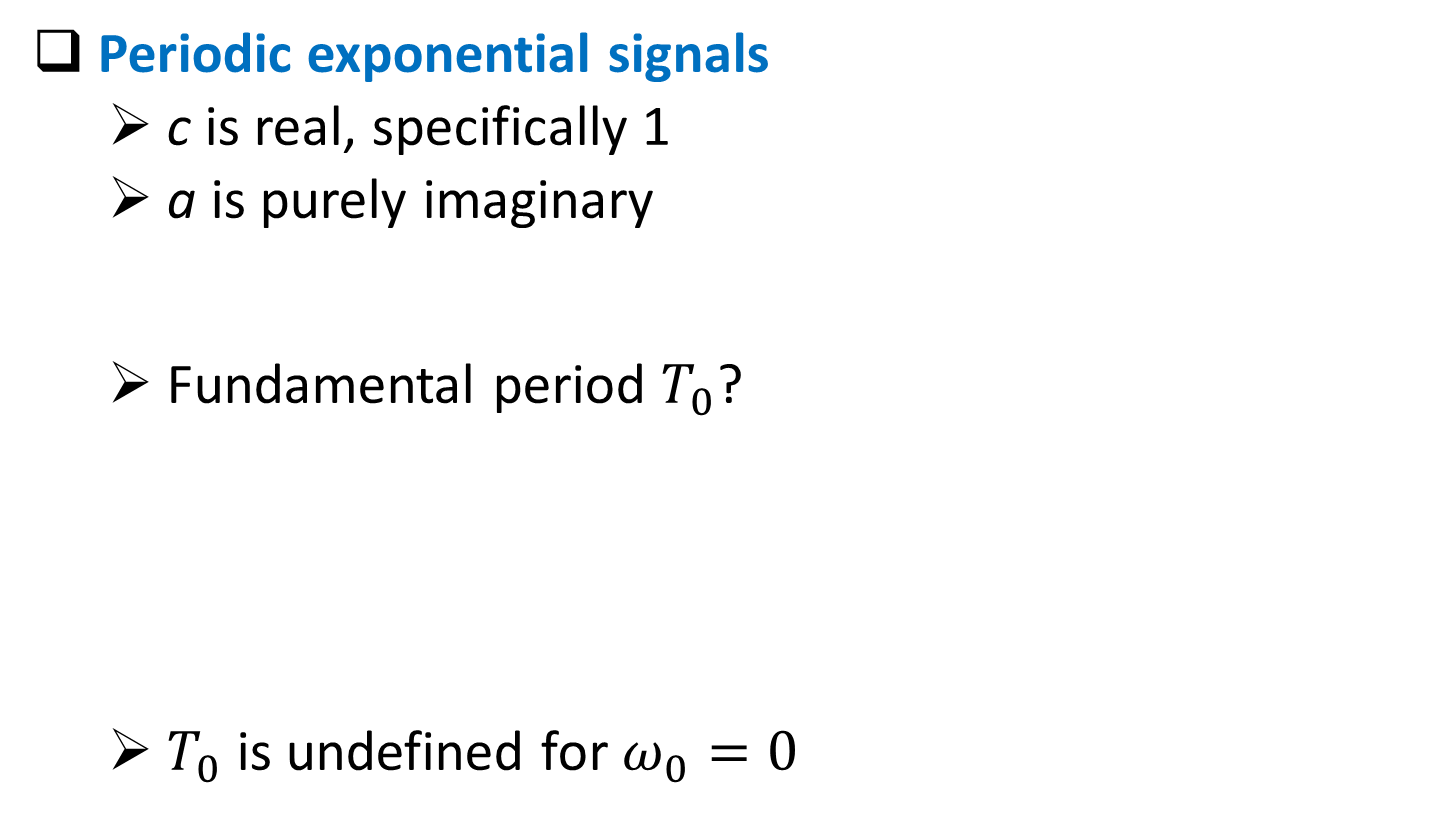 ❑ Periodic exponential signals
➢ c is real, specifically 1
➢ a is purely imaginary
➢ Fundamental period T₀?
➢ T₀ is undefined for ω₀ = 0